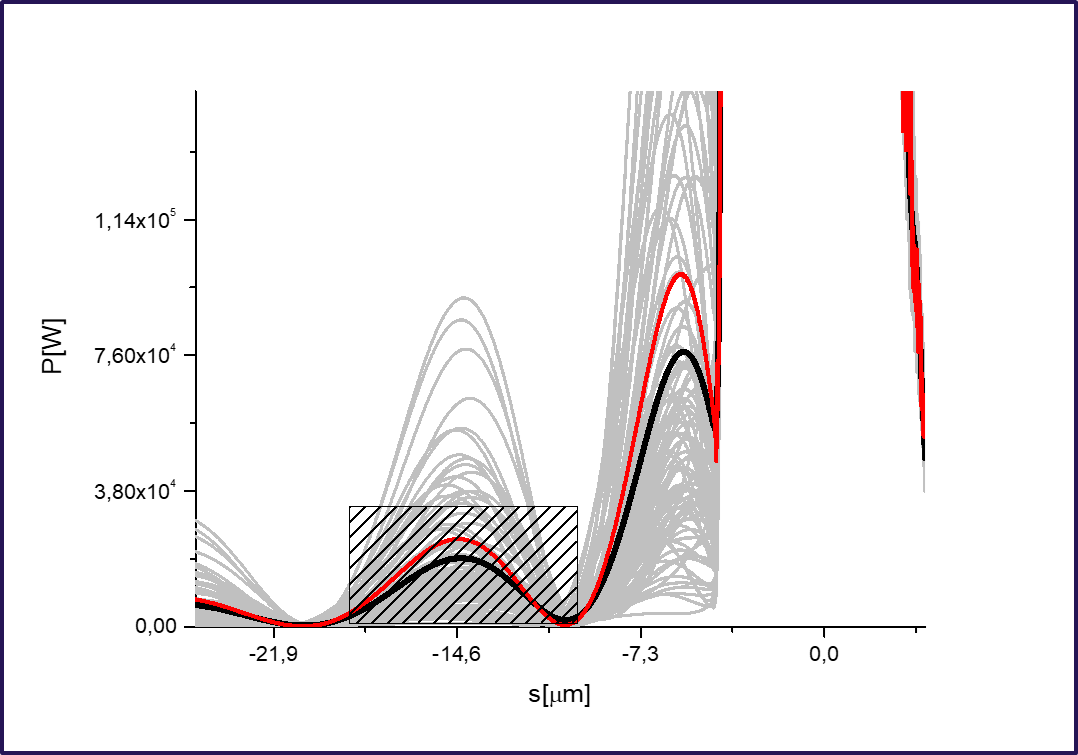 1,14x10⁵
7,60x10⁴
3,80x10⁴
0,00
P[W]
-21,9 -14,6 -7,3 0,0
s[μm]